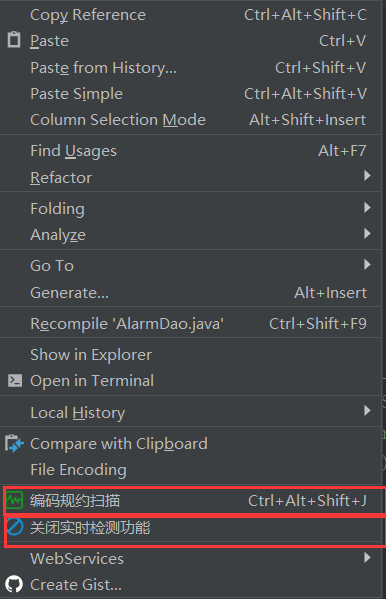 Copy Reference Ctrl+Alt+Shift+C
Paste Ctrl+V
Paste from History... Ctrl+Shift+V
Paste Simple Ctrl+Alt+Shift+V
Column Selection Mode Alt+Shift+Insert
Find Usages Alt+F7
Refactor
Folding
Analyze
Go To
Generate... Alt+Insert
Recompile 'AlarmDao.java' Ctrl+Shift+F9
Show in Explorer
Open in Terminal
Local History
Compare with Clipboard
File Encoding
编码规约扫描 Ctrl+Alt+Shift+J
关闭实时检测功能
WebServices
Create Gist...